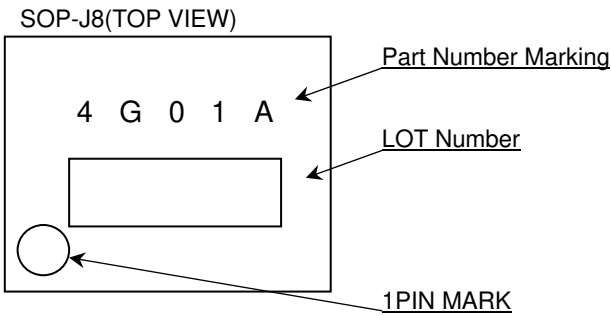 SOP-J8(TOP VIEW)
Part Number Marking
4 G 0 1 A
LOT Number
1PIN MARK